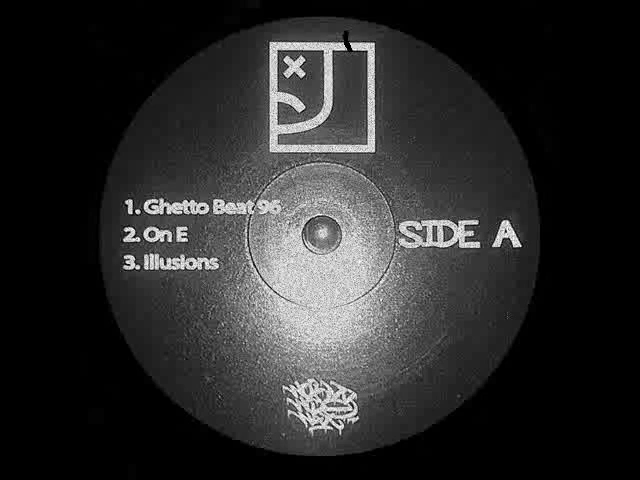 1. Ghetto Beat 96
2. On E
3. Illusions
SIDE A